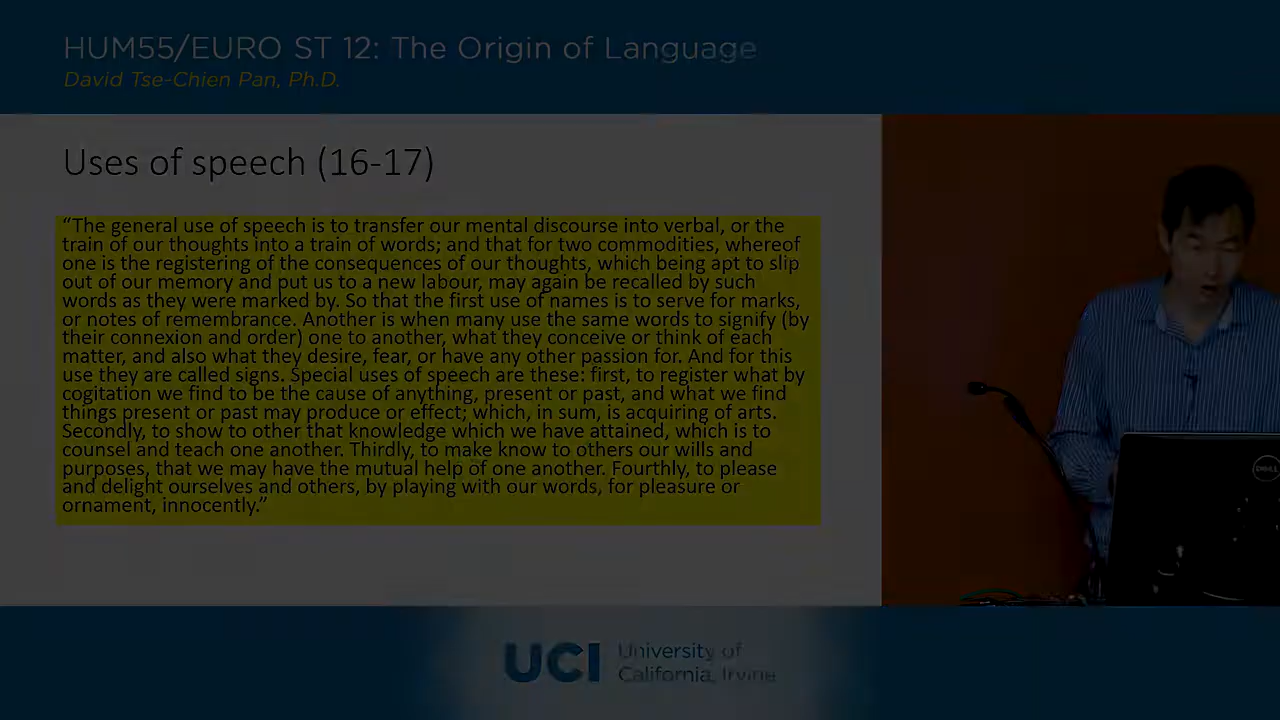 HUM55/EURO ST 12: The Origin of Language
David Tse-Chien Pan, Ph.D.
Uses of speech (16-17)
“The general use of speech is to transfer our mental discourse into verbal, or the
train of our thoughts into a train of words; and that for two commodities, whereof
one is the registering of the consequences of our thoughts, which being apt to slip
out of our memory and put us to a new labour, may again be recalled by such
words as they were marked by. So that the first use of names is to serve for marks,
or notes of remembrance. Another is when many use the same words to signify (by
their connexion and order) one to another, what they conceive or think of each
matter, and also what they desire, fear, or have any other passion for. And for this
use they are called signs. Special uses of speech are these: first, to register what by
cogitation we find to be the cause of anything, present or past, and what we find
things present or past may produce or effect; which, in sum, is acquiring of arts.
Secondly, to show to other that knowledge which we have attained, which is to
counsel and teach one another. Thirdly, to make know to others our wills and
purposes, that we may have the mutual help of one another. Fourthly, to please
and delight ourselves and others, by playing with our words, for pleasure or
ornament, innocently.”
DELL
UCI
University of
California, Irvine